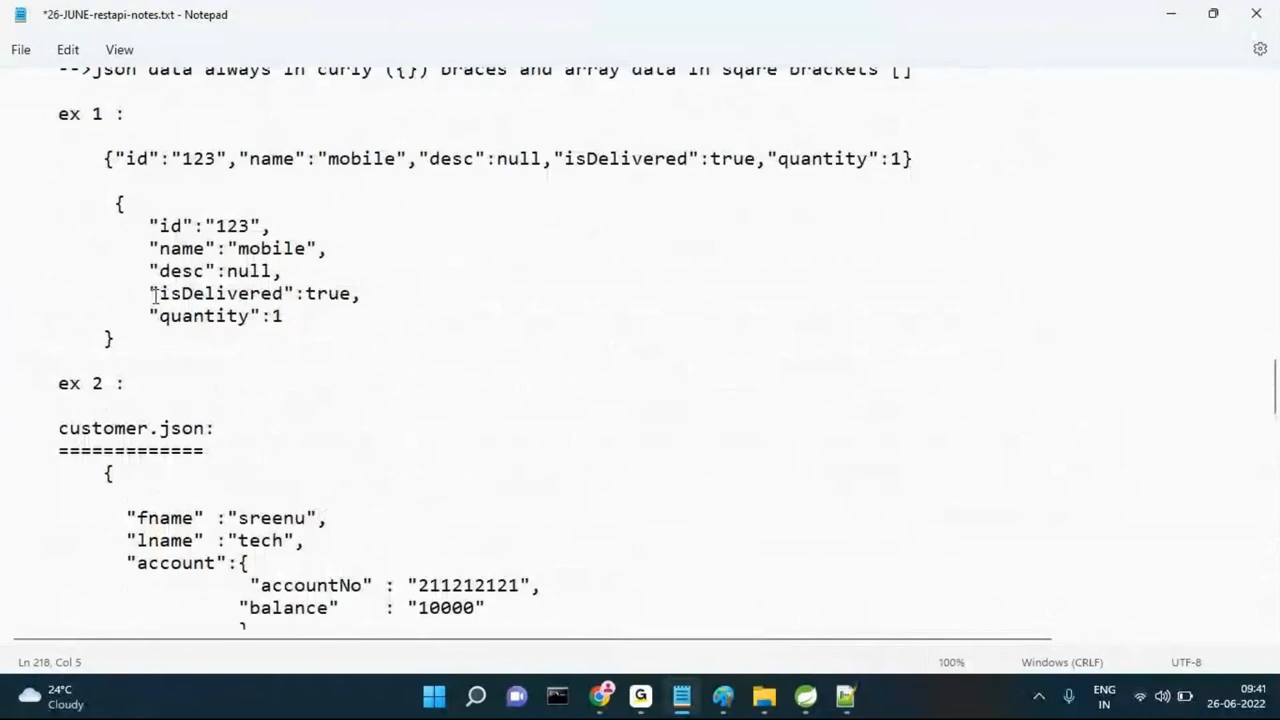 *26-JUNE-restapi-notes.txt - Notepad
File Edit View
-->json data always in curly ({}) braces and array data in sqare brackets []
ex 1 :
{"id":"123","name":"mobile","desc":null,"isDelivered":true,"quantity":1}
{
"id":"123",
"name":"mobile",
"desc":null,
"isDelivered":true,
"quantity":1
}
ex 2 :
customer.json:
=============
{
"fname" :"sreenu",
"lname" :"tech",
"account":{
"accountNo" : "211212121",
"balance" : "10000"
}
Ln 218, Col 5 100% Windows (CRLF) UTF-8
24°C
Cloudy
ENG
IN
09:41
26-06-2022